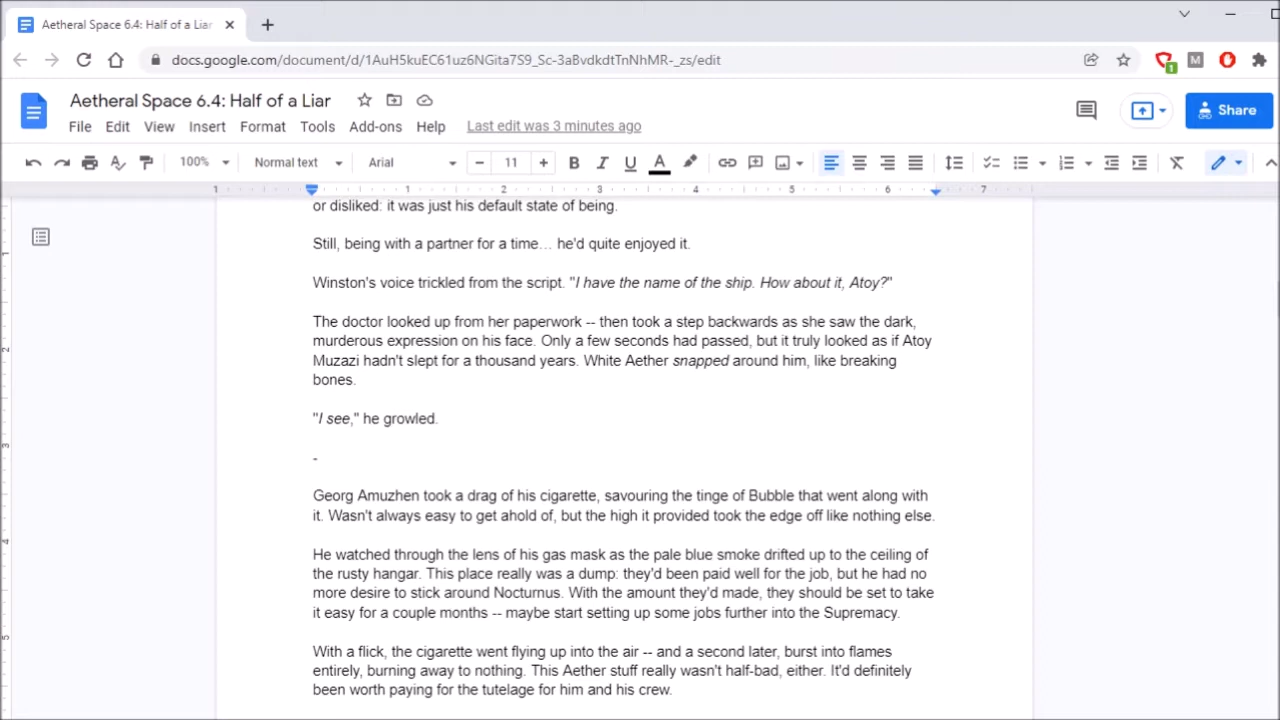 Aetheral Space 6.4: Half of a Liar
docs.google.com/document/d/1AuH5kuEC61uz6NGita7S9_Sc-3aBvdkdtTnNhMR-_zs/edit
1
M
Aetheral Space 6.4: Half of a Liar
File Edit View Insert Format Tools Add-ons Help Last edit was 3 minutes ago
Share
100% Normal text Arial 11 B I U A
1 1 2 3 4 5 6 7
or disliked: it was just his default state of being.
Still, being with a partner for a time… he'd quite enjoyed it.
Winston's voice trickled from the script. "I have the name of the ship. How about it, Atoy?"
The doctor looked up from her paperwork -- then took a step backwards as she saw the dark,
murderous expression on his face. Only a few seconds had passed, but it truly looked as if Atoy
Muzazi hadn't slept for a thousand years. White Aether snapped around him, like breaking
bones.
"I see," he growled.
-
Georg Amuzhen took a drag of his cigarette, savouring the tinge of Bubble that went along with
it. Wasn't always easy to get ahold of, but the high it provided took the edge off like nothing else.
He watched through the lens of his gas mask as the pale blue smoke drifted up to the ceiling of
the rusty hangar. This place really was a dump: they'd been paid well for the job, but he had no
more desire to stick around Nocturnus. With the amount they'd made, they should be set to take
it easy for a couple months -- maybe start setting up some jobs further into the Supremacy.
With a flick, the cigarette went flying up into the air -- and a second later, burst into flames
entirely, burning away to nothing. This Aether stuff really wasn't half-bad, either. It'd definitely
been worth paying for the tutelage for him and his crew.
1
2
3
4
5